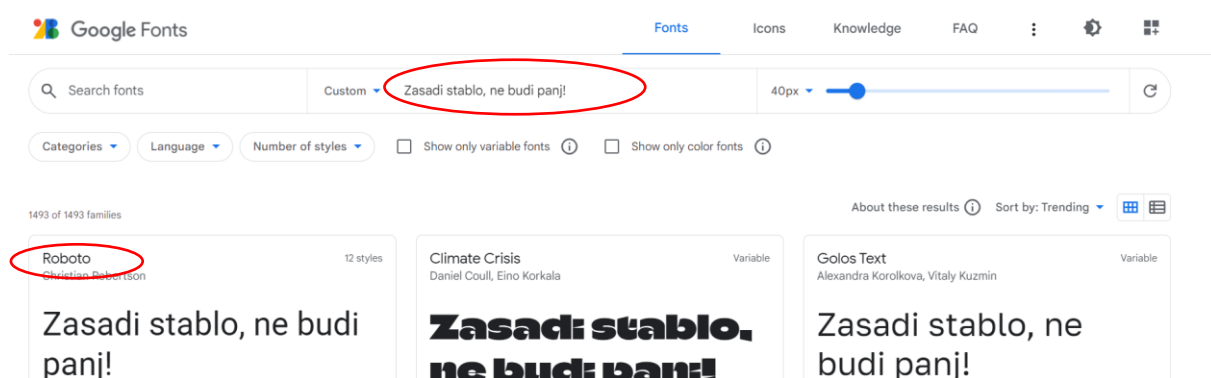 Google Fonts
Fonts
Icons
Knowledge
FAQ
Search fonts
Custom
Zasadi stablo, ne budi panj!
40px
Categories
Language
Number of styles
Show only variable fonts
Show only color fonts
About these results
Sort by: Trending
1493 of 1493 families
Roboto
12 styles
Christian Robertson
Zasadi stablo, ne budi
panj!
Climate Crisis
Variable
Daniel Coull, Eino Korkala
Zasadi stablo,
ne budi panj!
Golos Text
Variable
Alexandra Korolkova, Vitaly Kuzmin
Zasadi stablo, ne
budi panj!